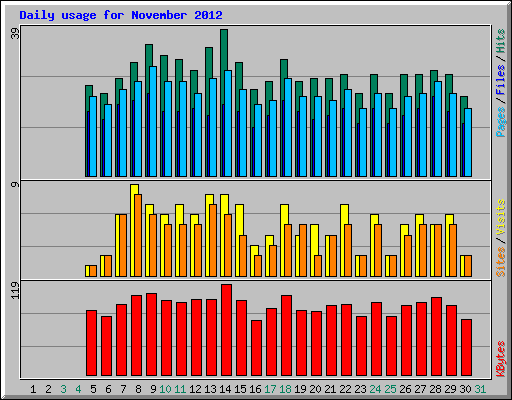 Daily usage for November 2012
39
Pages / Files / Hits
9
Sites / Visits
119
KBytes
1 2 3 4 5 6 7 8 9 10 11 12 13 14 15 16 17 18 19 20 21 22 23 24 25 26 27 28 29 30 31